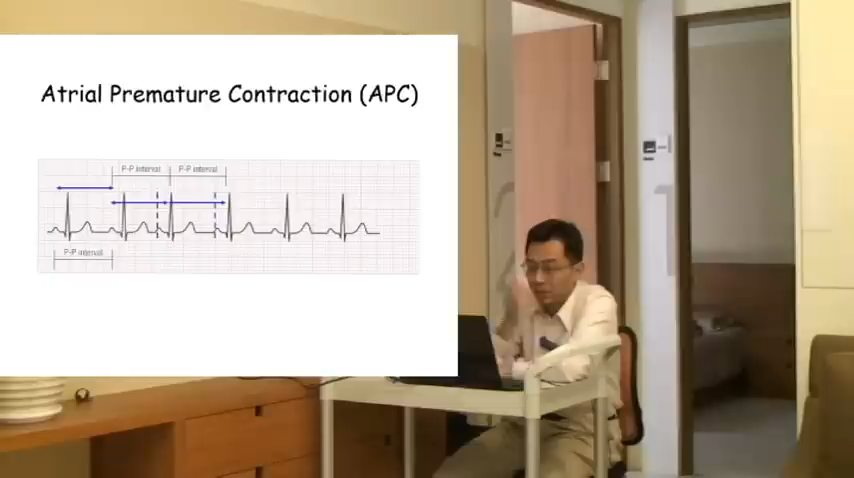 Atrial Premature Contraction (APC)
P-P interval P-P interval
P-P interval